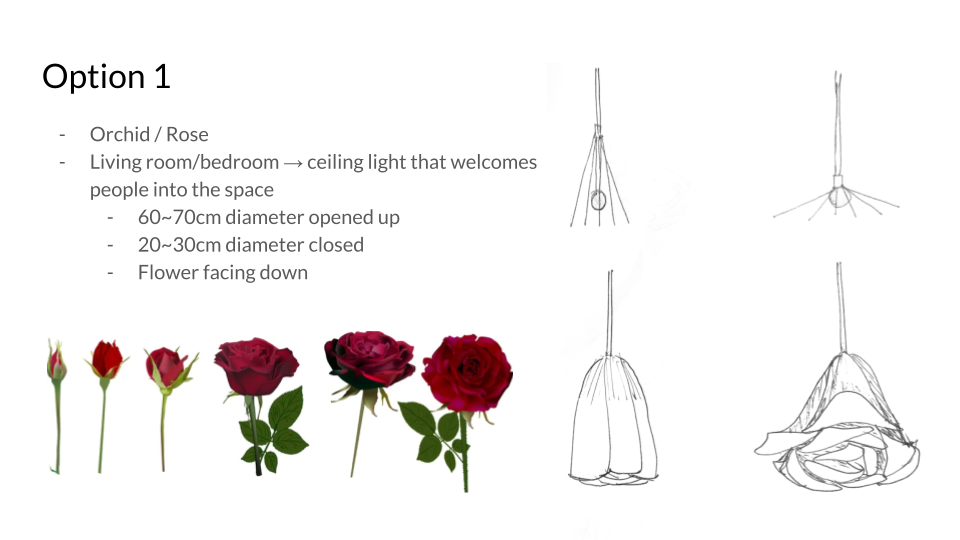 Option 1
- Orchid / Rose
- Living room/bedroom → ceiling light that welcomes
people into the space
- 60~70cm diameter opened up
- 20~30cm diameter closed
- Flower facing down